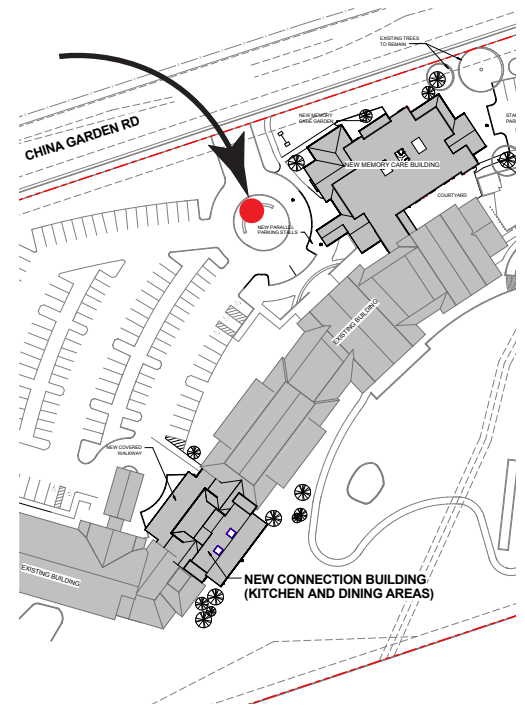 EXISTING TREES
TO REMAIN
CHINA GARDEN RD
NEW MEMORY
CARE GARDEN
NEW MEMORY CARE BUILDING
COURTYARD
NEW PARALLEL
PARKING STALLS
EXISTING BUILDING
NEW COVERED
WALKWAY
EXISTING BUILDING
NEW CONNECTION BUILDING
(KITCHEN AND DINING AREAS)